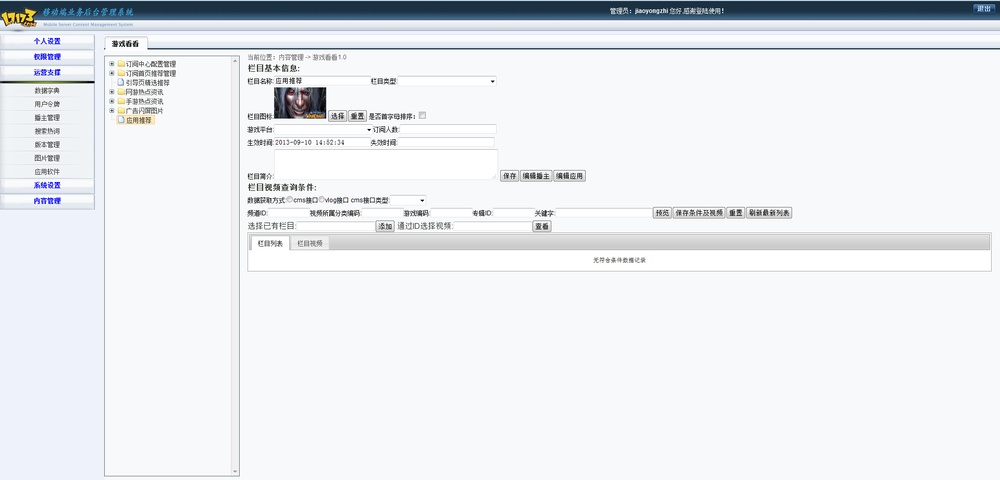 17173.COM
移动端业务后台管理系统
Mobile Server Content Management System
管理员：jiaoyongzhi 您好,感谢登陆使用！
退出
个人设置
权限管理
运营支撑
数据字典
用户令牌
播主管理
搜索热词
版本管理
图片管理
应用软件
系统设置
内容管理
游戏看看
订阅中心配置管理
订阅首页推荐管理
引导页精选推荐
网游热点资讯
手游热点资讯
广告闪屏图片
应用推荐
当前位置：内容管理 -> 游戏看看1.0
栏目基本信息:
栏目名称:应用推荐 栏目类型:
WARCRAFT
栏目图标: 选择 重置 是否首字母排序：
游戏平台: 订阅人数:
生效时间:2013-09-10 14:52:34 失效时间:
栏目简介: 保存 编辑播主 编辑应用
栏目视频查询条件:
数据获取方式: cms接口 vlog接口 cms接口类型:
频道ID: 视频所属分类编码: 游戏编码: 专辑ID: 关键字: 预览 保存条件及视频 重置 刷新最新列表
选择已有栏目: 添加 通过ID选择视频: 查看
栏目列表 栏目视频
无符合条件数据记录